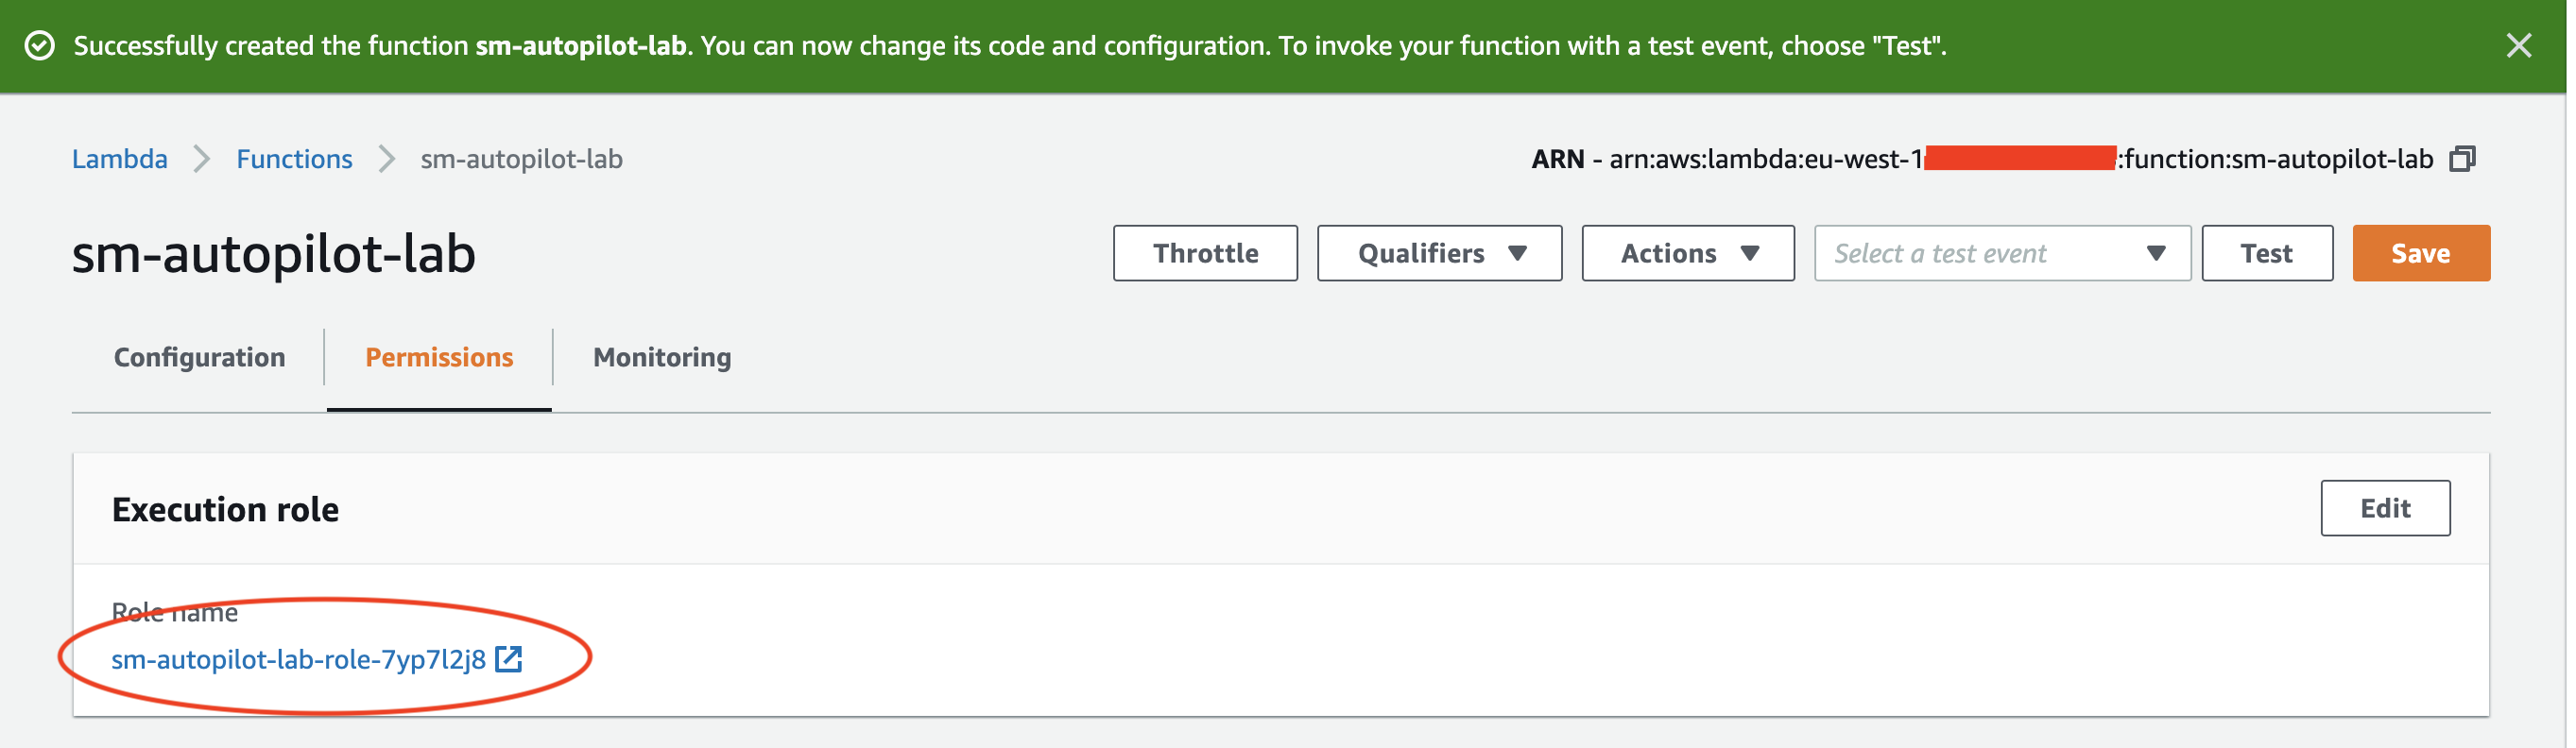 Successfully created the function sm-autopilot-lab. You can now change its code and configuration. To invoke your function with a test event, choose "Test".
Lambda Functions sm-autopilot-lab
ARN - arn:aws:lambda:eu-west-1 :function:sm-autopilot-lab
sm-autopilot-lab
Throttle Qualifiers Actions Select a test event Test Save
Configuration Permissions Monitoring
Execution role
Edit
Role name
sm-autopilot-lab-role-7yp7l2j8